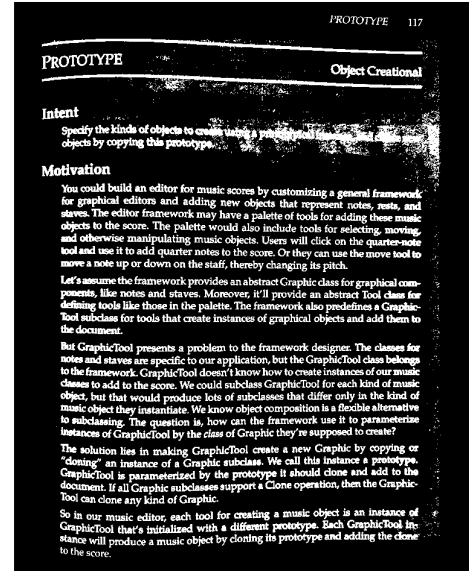 PROTOTYPE 117
PROTOTYPE
Object Creational
Intent
Specify the kinds of objects to create using a
objects by copying this prototype.
Motivation
You could build an editor for music scores by customizing a general framework
for graphical editors and adding new objects that represent notes, rests, and
staves. The editor framework may have a palette of tools for adding these music
objects to the score. The palette would also include tools for selecting, moving,
and otherwise manipulating music objects. Users will click on the quarter-note
tool and use it to add quarter notes to the score. Or they can use the move tool to
move a note up or down on the staff, thereby changing its pitch.
Let's assume the framework provides an abstract Graphic class for graphical com-
ponents, like notes and staves. Moreover, it'll provide an abstract Tool class for
defining tools like those in the palette. The framework also predefines a Graphic-
Tool subclass for tools that create instances of graphical objects and add them to
the document.
But GraphicTool presents a problem to the framework designer. The classes for
notes and staves are specific to our application, but the GraphicTool class belongs
to the framework. GraphicTool doesn't know how to create instances of our music
classes to add to the score. We could subclass GraphicTool for each kind of music
object, but that would produce lots of subclasses that differ only in the kind of
music object they instantiate. We know object composition is a flexible alternative
to subclassing. The question is, how can the framework use it to parameterize
instances of GraphicTool by the class of Graphic they're supposed to create?
The solution lies in making GraphicTool create a new Graphic by copying or
"cloning" an instance of a Graphic subclass. We call this instance a prototype.
GraphicTool is parameterized by the prototype it should clone and add to the
document. If all Graphic subclasses support a Clone operation, then the Graphic-
Tool can clone any kind of Graphic.
So in our music editor, each tool for creating a music object is an instance of
GraphicTool that's initialized with a different prototype. Each GraphicTool in-
stance will produce a music object by cloning its prototype and adding the clone
to the score.